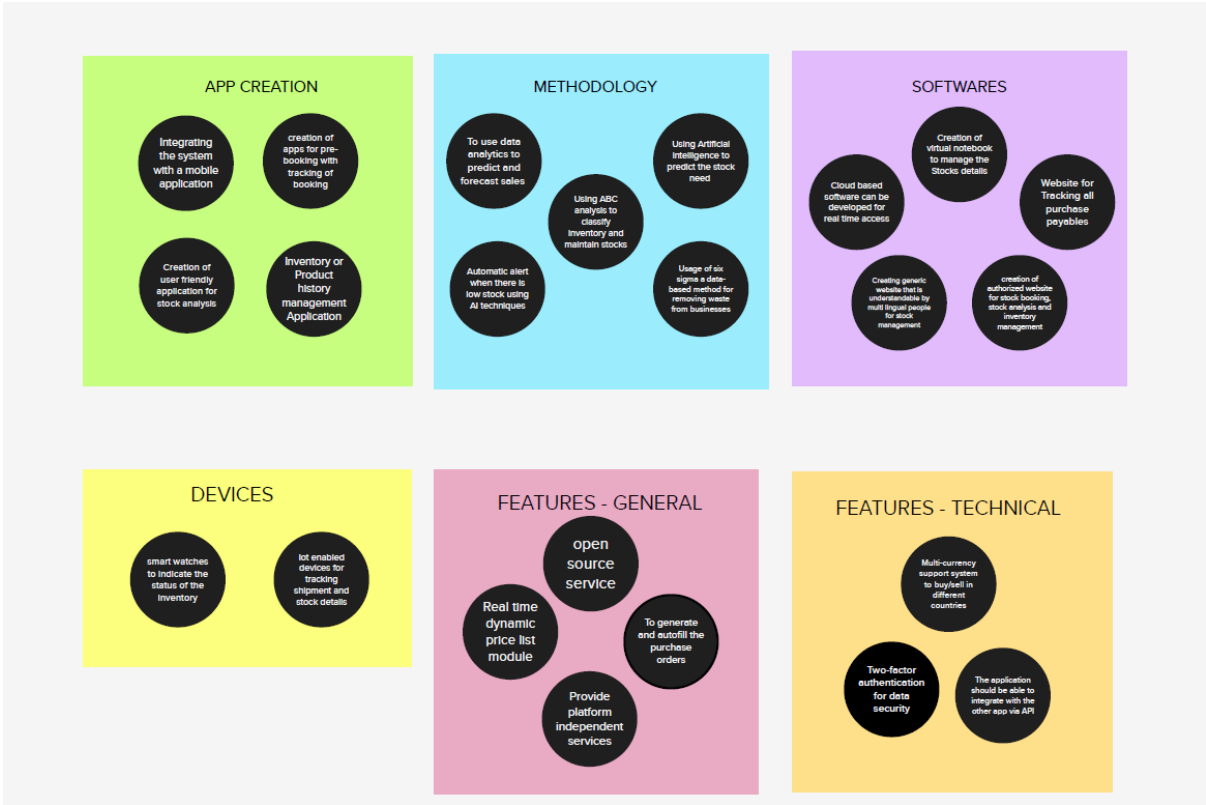 APP CREATION
Integrating
the system
with a mobile
application
creation of
apps for pre-
booking with
tracking of
booking
Creation of
user friendly
application for
stock analysis
Inventory or
Product
history
management
Application
METHODOLOGY
To use data
analytics to
predict and
forecast sales
Using Artificial
Intelligence to
predict the stock
need
Using ABC
analysis to
classify
inventory and
maintain stocks
Automatic alert
when there is
low stock using
AI techniques
Usage of six
sigma a data-
based method for
removing waste
from businesses
SOFTWARES
Creation of
virtual notebook
to manage the
Stocks details
Cloud based
software can be
developed for
real time access
Website for
Tracking all
purchase
payables
Creating generic
website that is
understandable by
multi lingual people
for stock
management
creation of
authorized website
for stock booking,
stock analysis and
inventory
management
DEVICES
smart watches
to indicate the
status of the
inventory
Iot enabled
devices for
tracking
shipment and
stock details
FEATURES - GENERAL
open
source
service
Real time
dynamic
price list
module
To generate
and autofill the
purchase
orders
Provide
platform
independent
services
FEATURES - TECHNICAL
Multi-currency
support system
to buy/sell in
different
countries
Two-factor
authentication
for data
security
The application
should be able to
integrate with the
other app via API